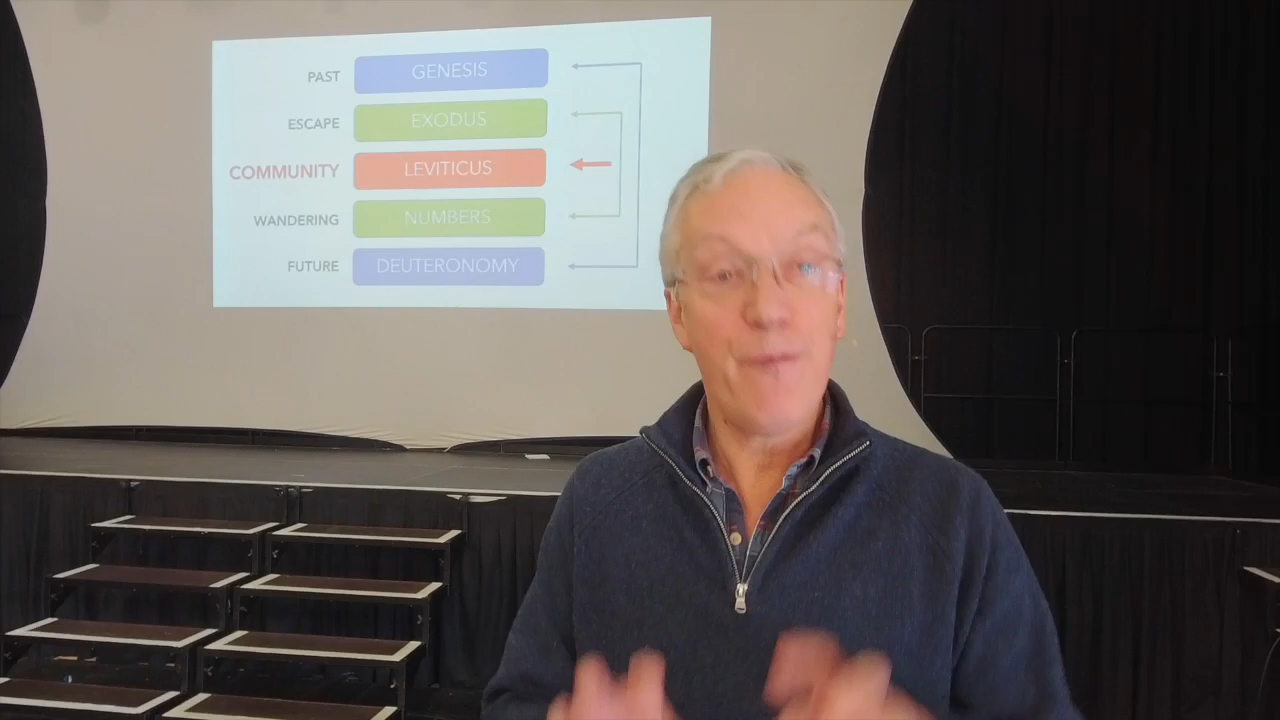 PAST GENESIS
ESCAPE EXODUS
COMMUNITY LEVITICUS
WANDERING NUMBERS
FUTURE DEUTERONOMY